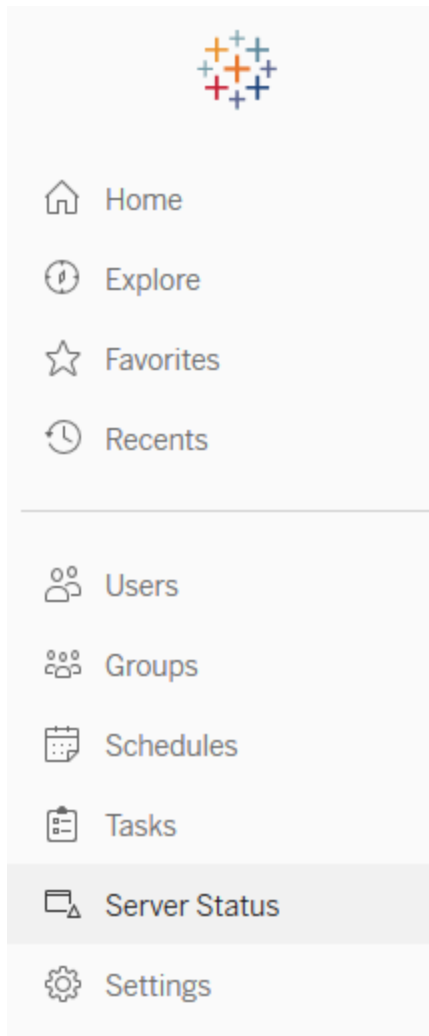 Home
Explore
Favorites
Recents
Users
Groups
Schedules
Tasks
Server Status
Settings